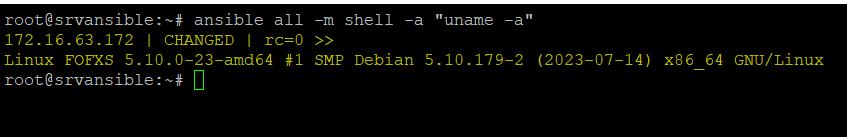 root@srvansible:~# ansible all -m shell -a "uname -a"
172.16.63.172 | CHANGED | rc=0 >>
Linux FOFXS 5.10.0-23-amd64 #1 SMP Debian 5.10.179-2 (2023-07-14) x86_64 GNU/Linux
root@srvansible:~#